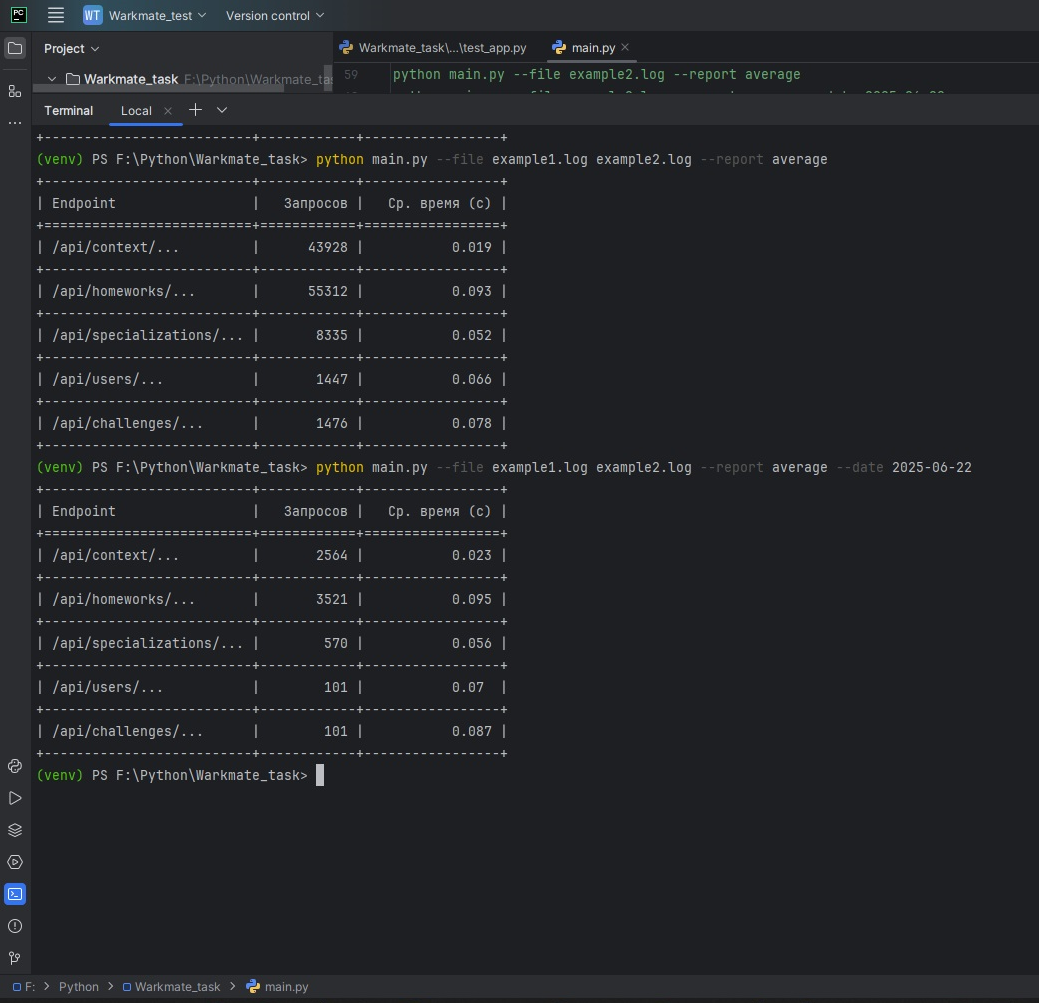 PC WT Warkmate_test Version control
Project Warkmate_task\...\test_app.py main.py
Warkmate_task F:\Python\Warkmate_tas 59 python main.py --file example2.log --report average
Terminal Local
+--------------------------+------------+-----------------+
(venv) PS F:\Python\Warkmate_task> python main.py --file example1.log example2.log --report average
+--------------------------+------------+-----------------+
| Endpoint                 |   Запросов |   Ср. время (с) |
+==========================+============+=================+
| /api/context/...         |      43928 |           0.019 |
+--------------------------+------------+-----------------+
| /api/homeworks/...       |      55312 |           0.093 |
+--------------------------+------------+-----------------+
| /api/specializations/... |       8335 |           0.052 |
+--------------------------+------------+-----------------+
| /api/users/...           |       1447 |           0.066 |
+--------------------------+------------+-----------------+
| /api/challenges/...      |       1476 |           0.078 |
+--------------------------+------------+-----------------+
(venv) PS F:\Python\Warkmate_task> python main.py --file example1.log example2.log --report average --date 2025-06-22
+--------------------------+------------+-----------------+
| Endpoint                 |   Запросов |   Ср. время (с) |
+==========================+============+=================+
| /api/context/...         |       2564 |           0.023 |
+--------------------------+------------+-----------------+
| /api/homeworks/...       |       3521 |           0.095 |
+--------------------------+------------+-----------------+
| /api/specializations/... |        570 |           0.056 |
+--------------------------+------------+-----------------+
| /api/users/...           |        101 |           0.07  |
+--------------------------+------------+-----------------+
| /api/challenges/...      |        101 |           0.087 |
+--------------------------+------------+-----------------+
(venv) PS F:\Python\Warkmate_task>
F: > Python > Warkmate_task > main.py